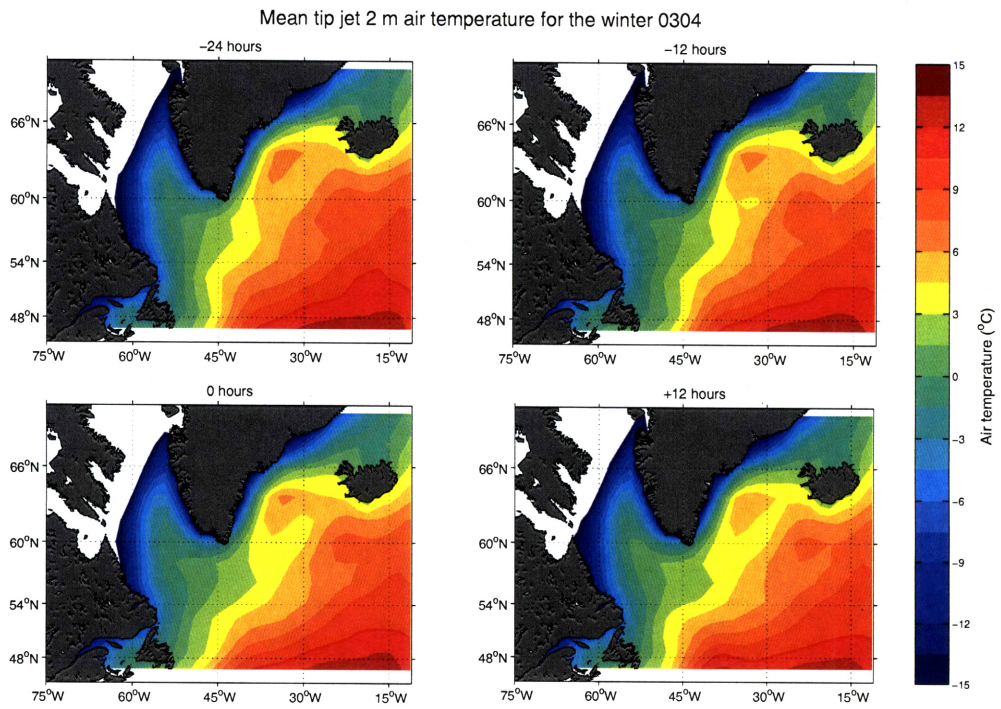 Mean tip jet 2 m air temperature for the winter 0304
−24 hours
66°N
60°N
54°N
48°N
75°W 60°W 45°W 30°W 15°W
−12 hours
66°N
60°N
54°N
48°N
75°W 60°W 45°W 30°W 15°W
0 hours
66°N
60°N
54°N
48°N
75°W 60°W 45°W 30°W 15°W
+12 hours
66°N
60°N
54°N
48°N
75°W 60°W 45°W 30°W 15°W
15
12
9
6
3
0
−3
−6
−9
−12
−15
Air temperature (°C)